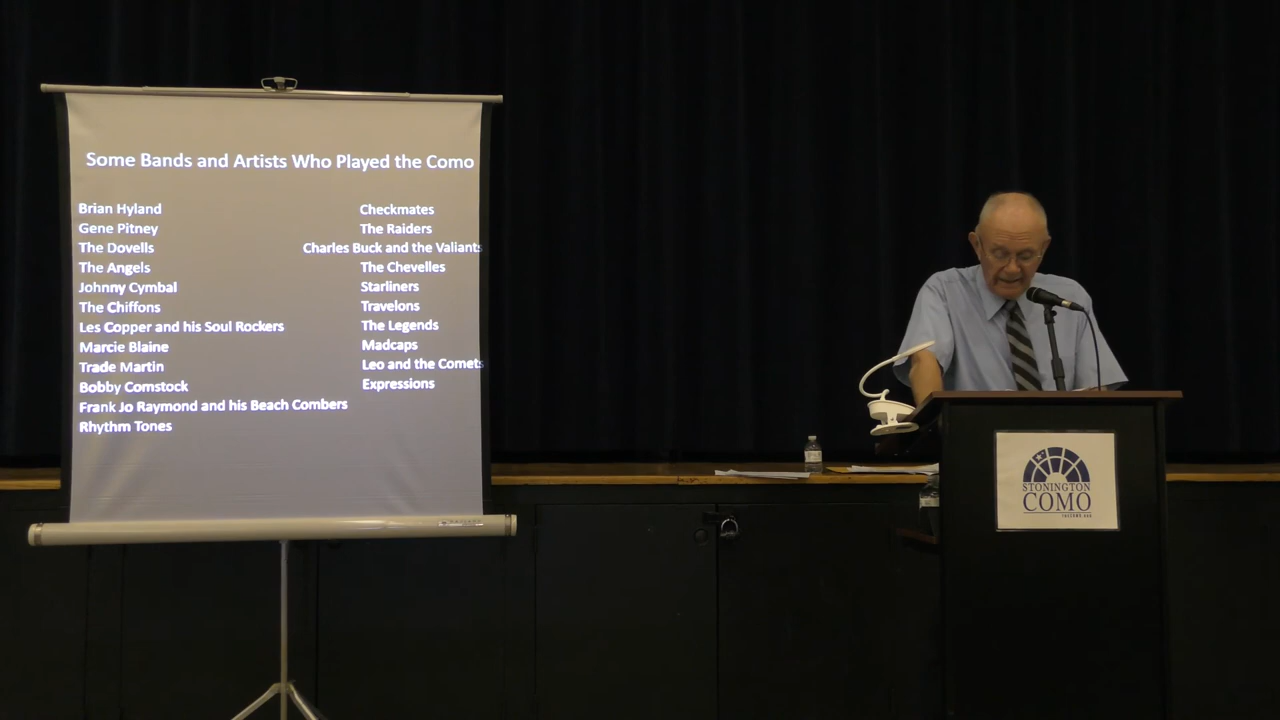 Some Bands and Artists Who Played the Como
Brian Hyland
Gene Pitney
The Dovells
The Angels
Johnny Cymbal
The Chiffons
Les Copper and his Soul Rockers
Marcie Blaine
Trade Martin
Bobby Comstock
Frank Jo Raymond and his Beach Combers
Rhythm Tones
Checkmates
The Raiders
Charles Buck and the Valiants
The Chevelles
Starliners
Travelons
The Legends
Madcaps
Leo and the Comets
Expressions
STONINGTON
COMO